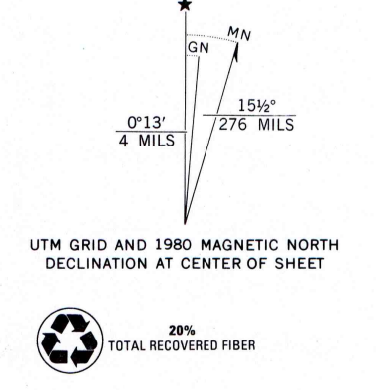 MN
GN
0°13′
4 MILS
15½°
276 MILS
UTM GRID AND 1980 MAGNETIC NORTH
DECLINATION AT CENTER OF SHEET
20%
TOTAL RECOVERED FIBER